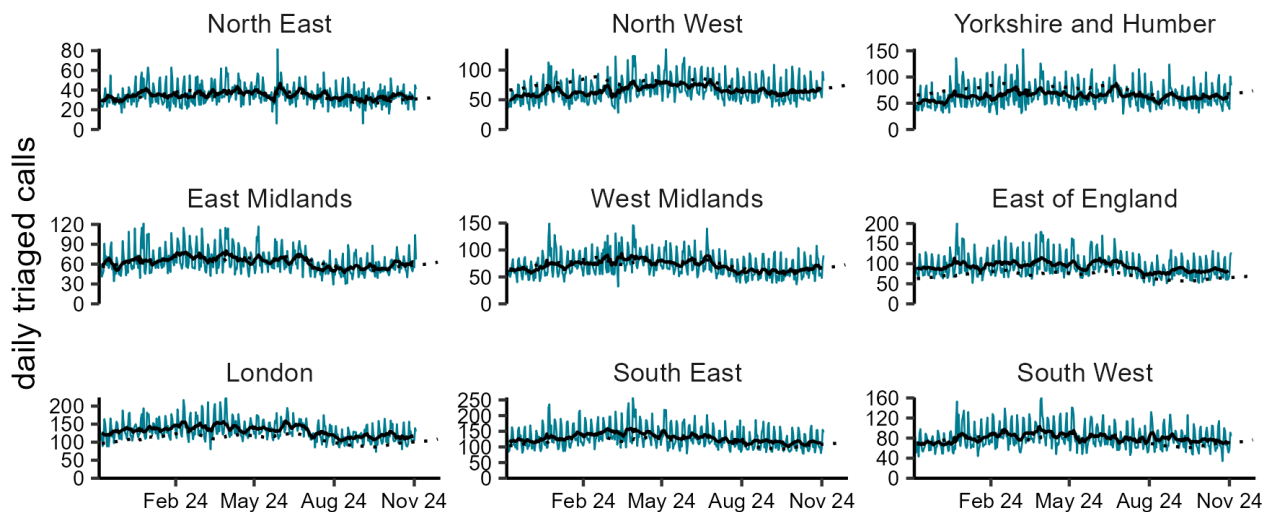 North East North West Yorkshire and Humber
80 100 150
60 50 100
40 0 50
20 0
0
East Midlands West Midlands East of England
120 150 200
90 100 150
60 50 100
30 0 50
0 0
London South East South West
200 250 160
150 200 120
100 150 80
50 100 40
0 50 0
0
Feb 24 May 24 Aug 24 Nov 24 Feb 24 May 24 Aug 24 Nov 24 Feb 24 May 24 Aug 24 Nov 24
daily triaged calls